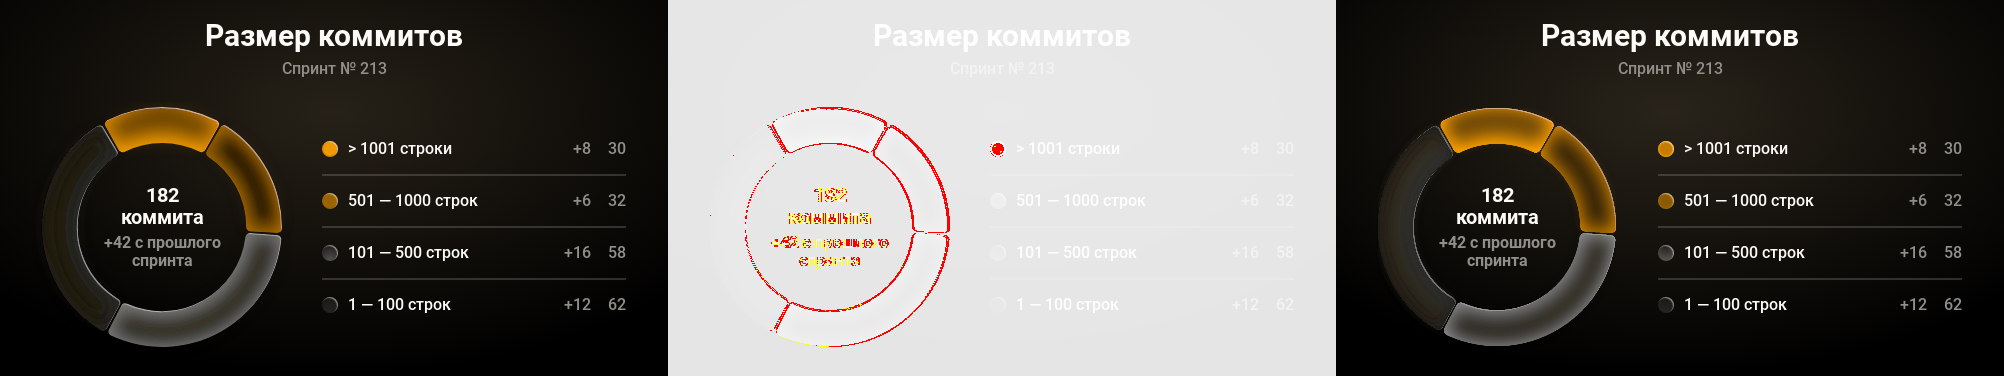 Размер коммитов
Спринт № 213
182
коммита
+42 с прошлого
спринта
> 1001 строки +8 30
501 — 1000 строк +6 32
101 — 500 строк +16 58
1 — 100 строк +12 62
Размер коммитов
Спринт № 213
182
коммита
+42 с прошлого
спринта
> 1001 строки +8 30
501 — 1000 строк +6 32
101 — 500 строк +16 58
1 — 100 строк +12 62
Размер коммитов
Спринт № 213
182
коммита
+42 с прошлого
спринта
> 1001 строки +8 30
501 — 1000 строк +6 32
101 — 500 строк +16 58
1 — 100 строк +12 62